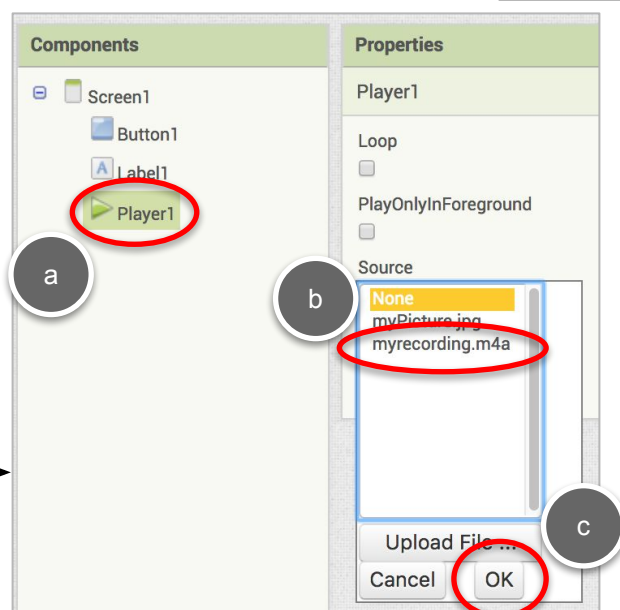 Components
Screen1
Button1
Label1
Player1
a
Properties
Player1
Loop
PlayOnlyInForeground
Source
b
None
myPicture.jpg
myrecording.m4a
c
Upload File ...
Cancel
OK